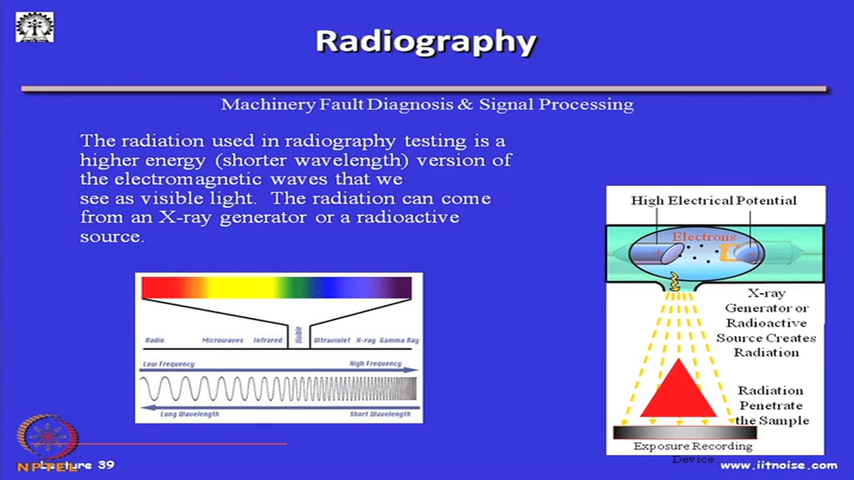 Radiography
Machinery Fault Diagnosis & Signal Processing
The radiation used in radiography testing is a
higher energy (shorter wavelength) version of
the electromagnetic waves that we
see as visible light. The radiation can come
from an X-ray generator or a radioactive
source.
Radio Microwaves Infrared Visible Ultraviolet X-ray Gamma Ray
Low Frequency High Frequency
Long Wavelength Short Wavelength
High Electrical Potential
Electrons
X-ray
Generator or
Radioactive
Source Creates
Radiation
Radiation
Penetrate
the Sample
Exposure Recording
Device
NPTEL
Lecture 39
www.iitnoise.com